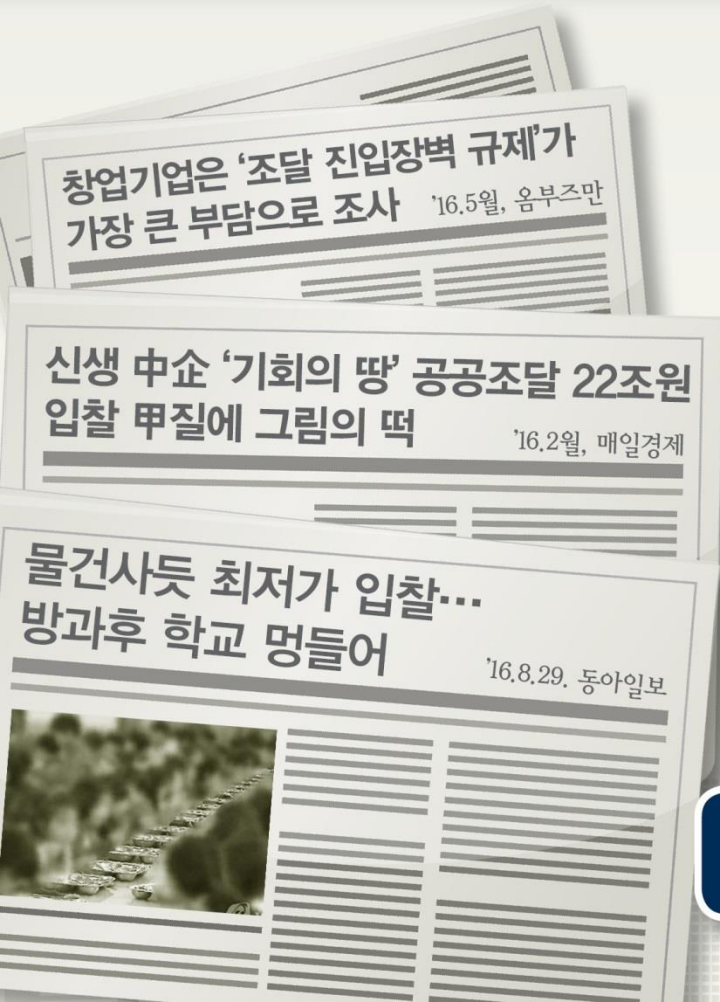 창업기업은 '조달 진입장벽 규제'가
가장 큰 부담으로 조사 '16.5월, 옴부즈만
신생 中企 '기회의 땅' 공공조달 22조원
입찰 甲질에 그림의 떡 '16.2월, 매일경제
물건사듯 최저가 입찰…
방과후 학교 멍들어 '16.8.29. 동아일보